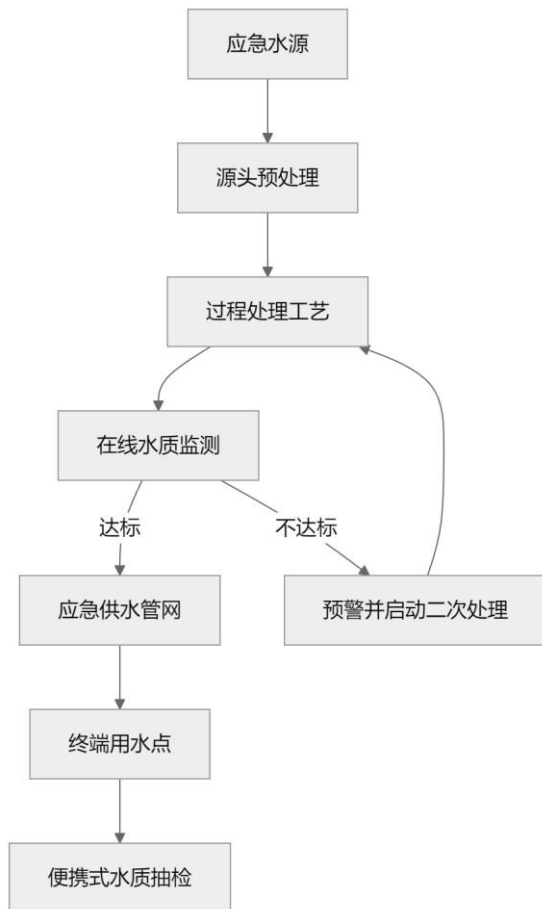 应急水源
源头预处理
过程处理工艺
在线水质监测
达标
不达标
应急供水管网
预警并启动二次处理
终端用水点
便携式水质抽检